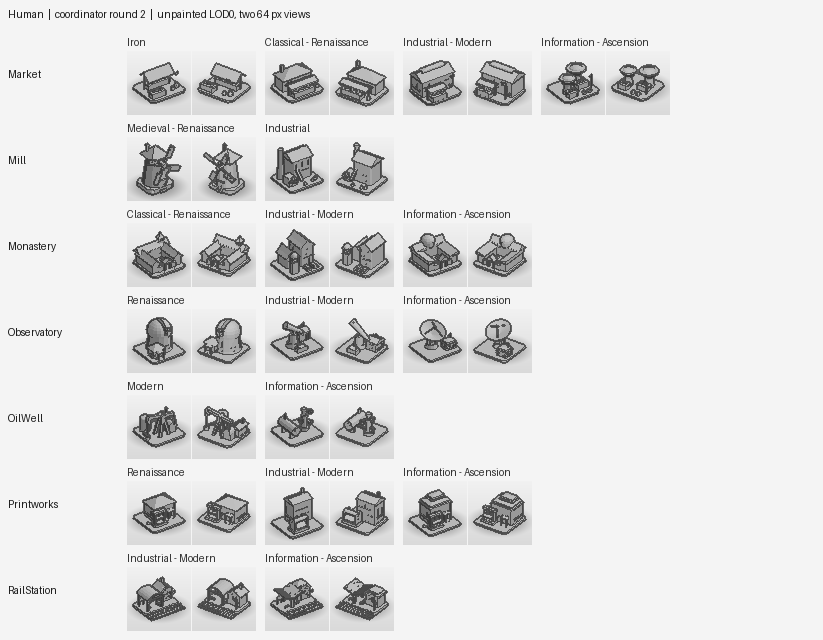 Human | coordinator round 2 | unpainted LOD0, two 64 px views
Iron Classical - Renaissance Industrial - Modern Information - Ascension
Market
Medieval - Renaissance Industrial
Mill
Classical - Renaissance Industrial - Modern Information - Ascension
Monastery
Renaissance Industrial - Modern Information - Ascension
Observatory
Modern Information - Ascension
OilWell
Renaissance Industrial - Modern Information - Ascension
Printworks
Industrial - Modern Information - Ascension
RailStation